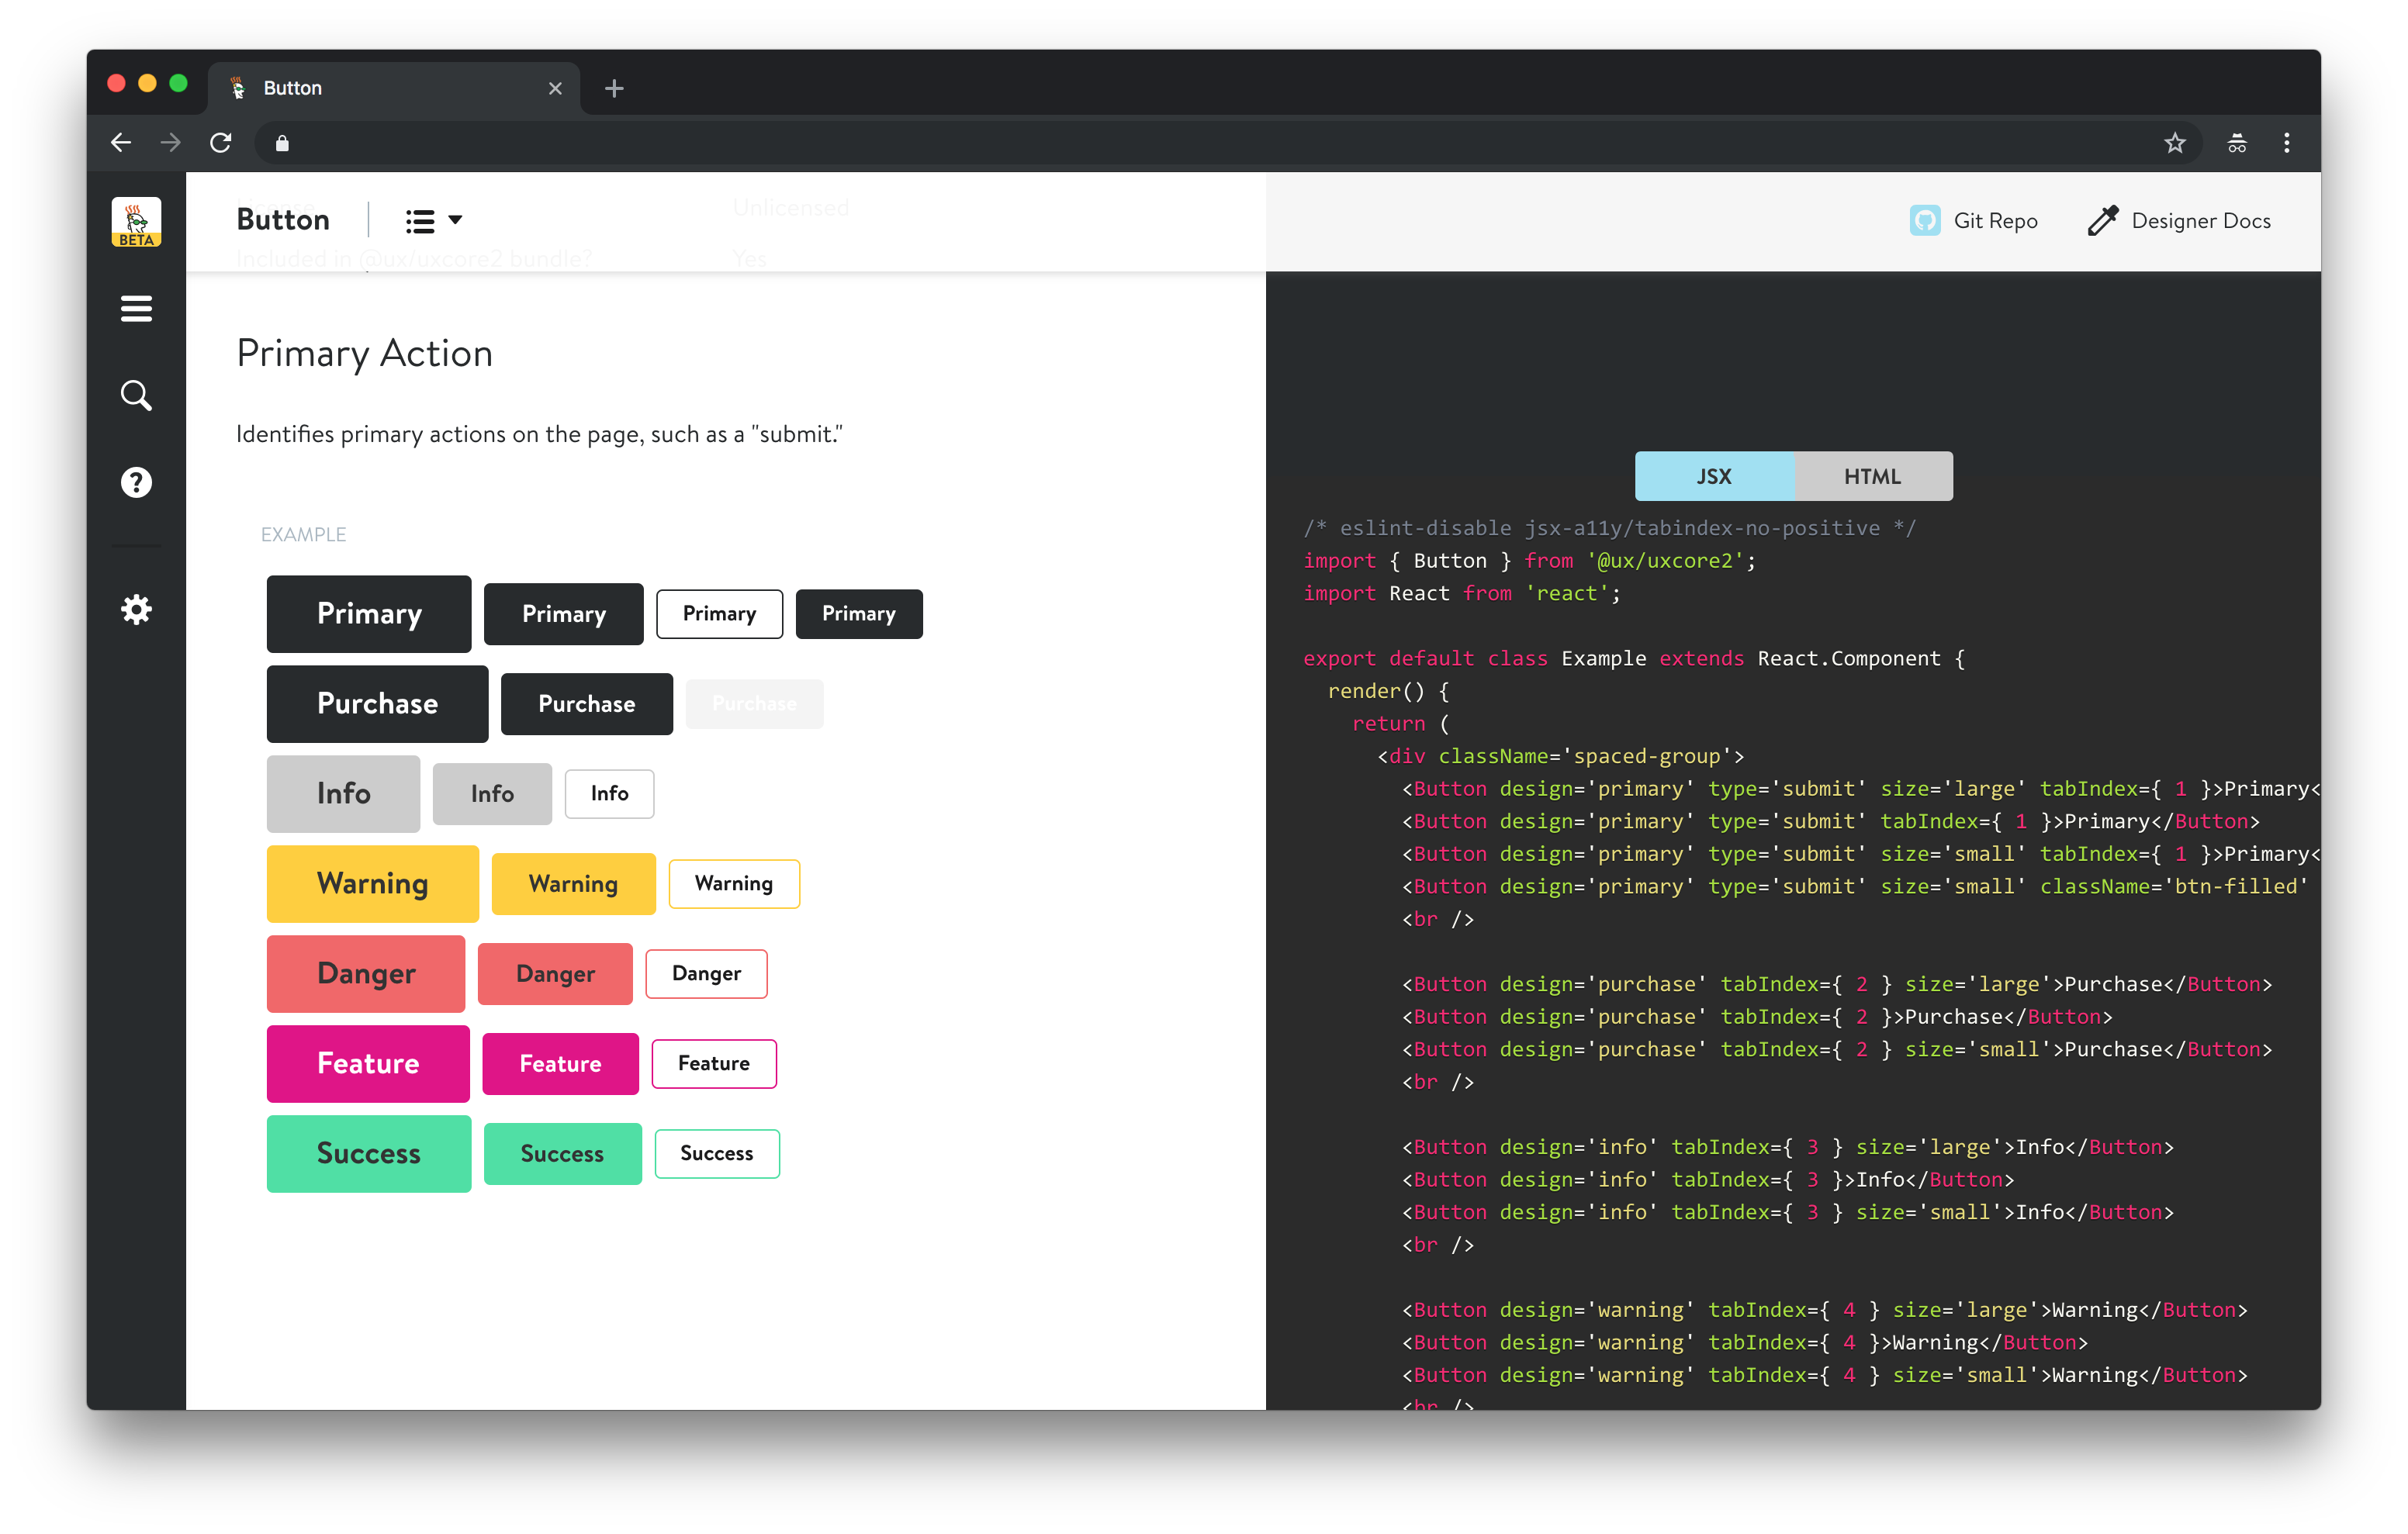 Button
BETA
Button
License Unlicensed
Included in @ux/uxcore2 bundle? Yes
Git Repo
Designer Docs
Primary Action
Identifies primary actions on the page, such as a "submit."
EXAMPLE
Primary Primary Primary Primary
Purchase Purchase Purchase
Info Info Info
Warning Warning Warning
Danger Danger Danger
Feature Feature Feature
Success Success Success
JSX HTML
/* eslint-disable jsx-a11y/tabindex-no-positive */
import { Button } from '@ux/uxcore2';
import React from 'react';
export default class Example extends React.Component {
render() {
return (
<div className='spaced-group'>
<Button design='primary' type='submit' size='large' tabIndex={ 1 }>Primary<
<Button design='primary' type='submit' tabIndex={ 1 }>Primary</Button>
<Button design='primary' type='submit' size='small' tabIndex={ 1 }>Primary<
<Button design='primary' type='submit' size='small' className='btn-filled'
<br />
<Button design='purchase' tabIndex={ 2 } size='large'>Purchase</Button>
<Button design='purchase' tabIndex={ 2 }>Purchase</Button>
<Button design='purchase' tabIndex={ 2 } size='small'>Purchase</Button>
<br />
<Button design='info' tabIndex={ 3 } size='large'>Info</Button>
<Button design='info' tabIndex={ 3 }>Info</Button>
<Button design='info' tabIndex={ 3 } size='small'>Info</Button>
<br />
<Button design='warning' tabIndex={ 4 } size='large'>Warning</Button>
<Button design='warning' tabIndex={ 4 }>Warning</Button>
<Button design='warning' tabIndex={ 4 } size='small'>Warning</Button>
<br />